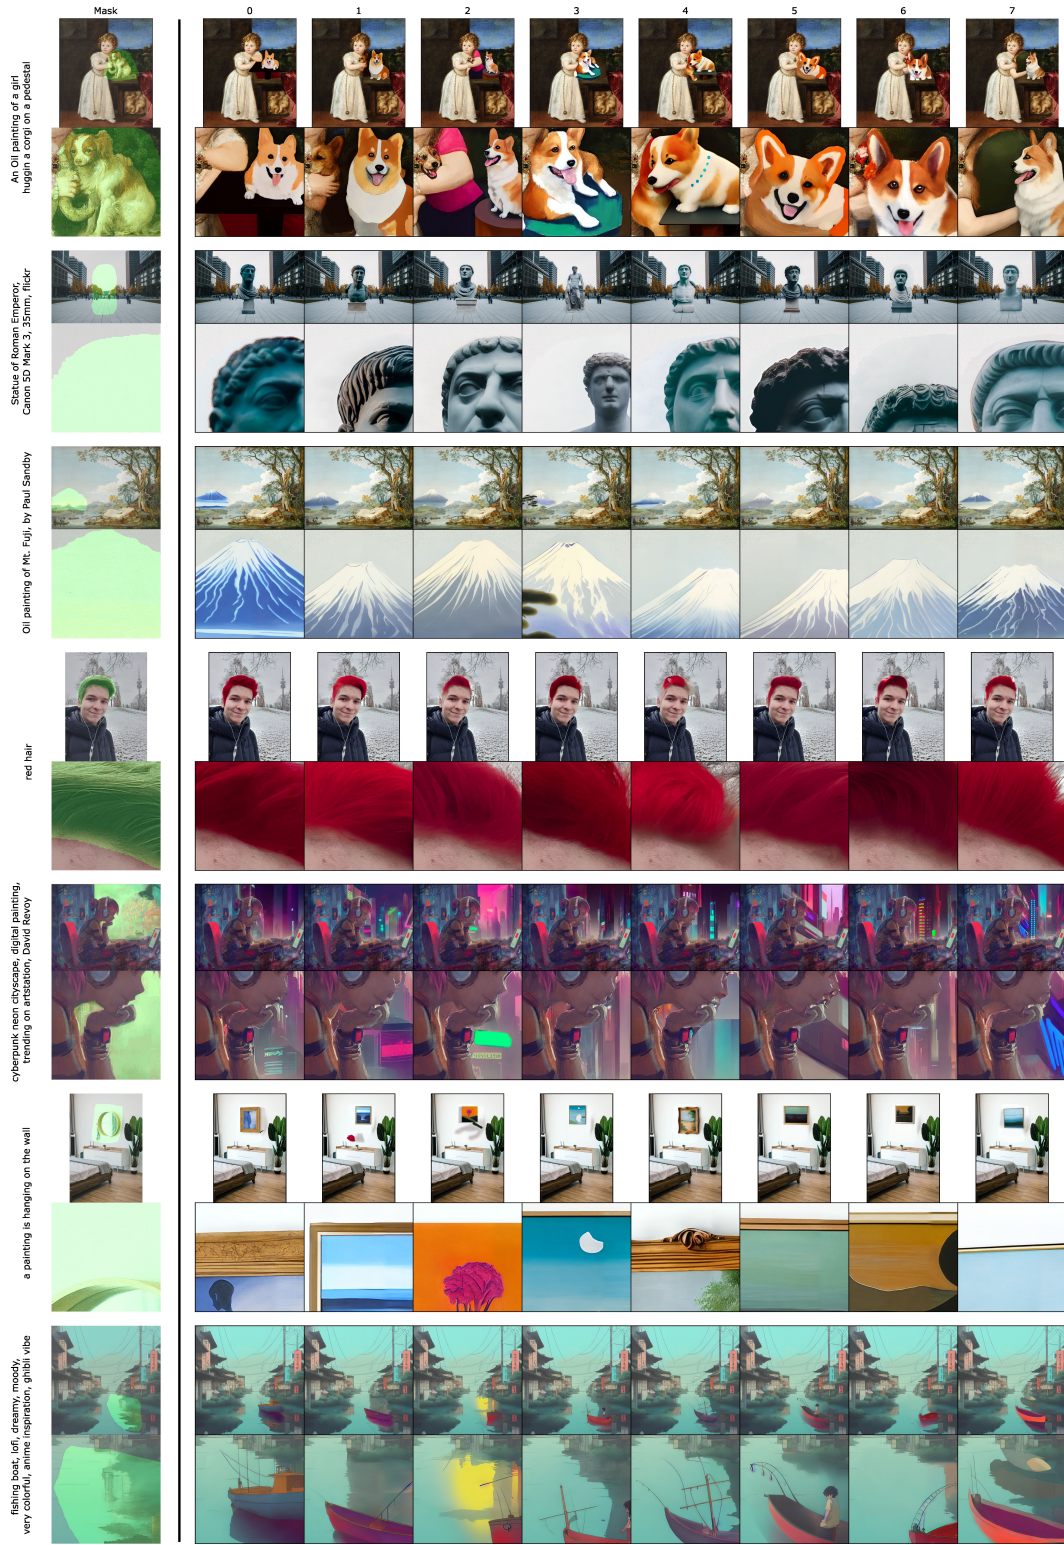 Mask 0 1 2 3 4 5 6 7
An Oil painting of a girl
huggin a corgi on a pedestal
Statue of Roman Emperor,
Canon 5D Mark 3, 35mm, flickr
Oil painting of Mt. Fuji, by Paul Sandby
red hair
cyberpunk neon cityscape, digital painting,
trending on artstation, David Revoy
a painting is hanging on the wall
fishing boat, lofi, dreamy, moody,
very colorful, anime inspiration, ghibli vibe